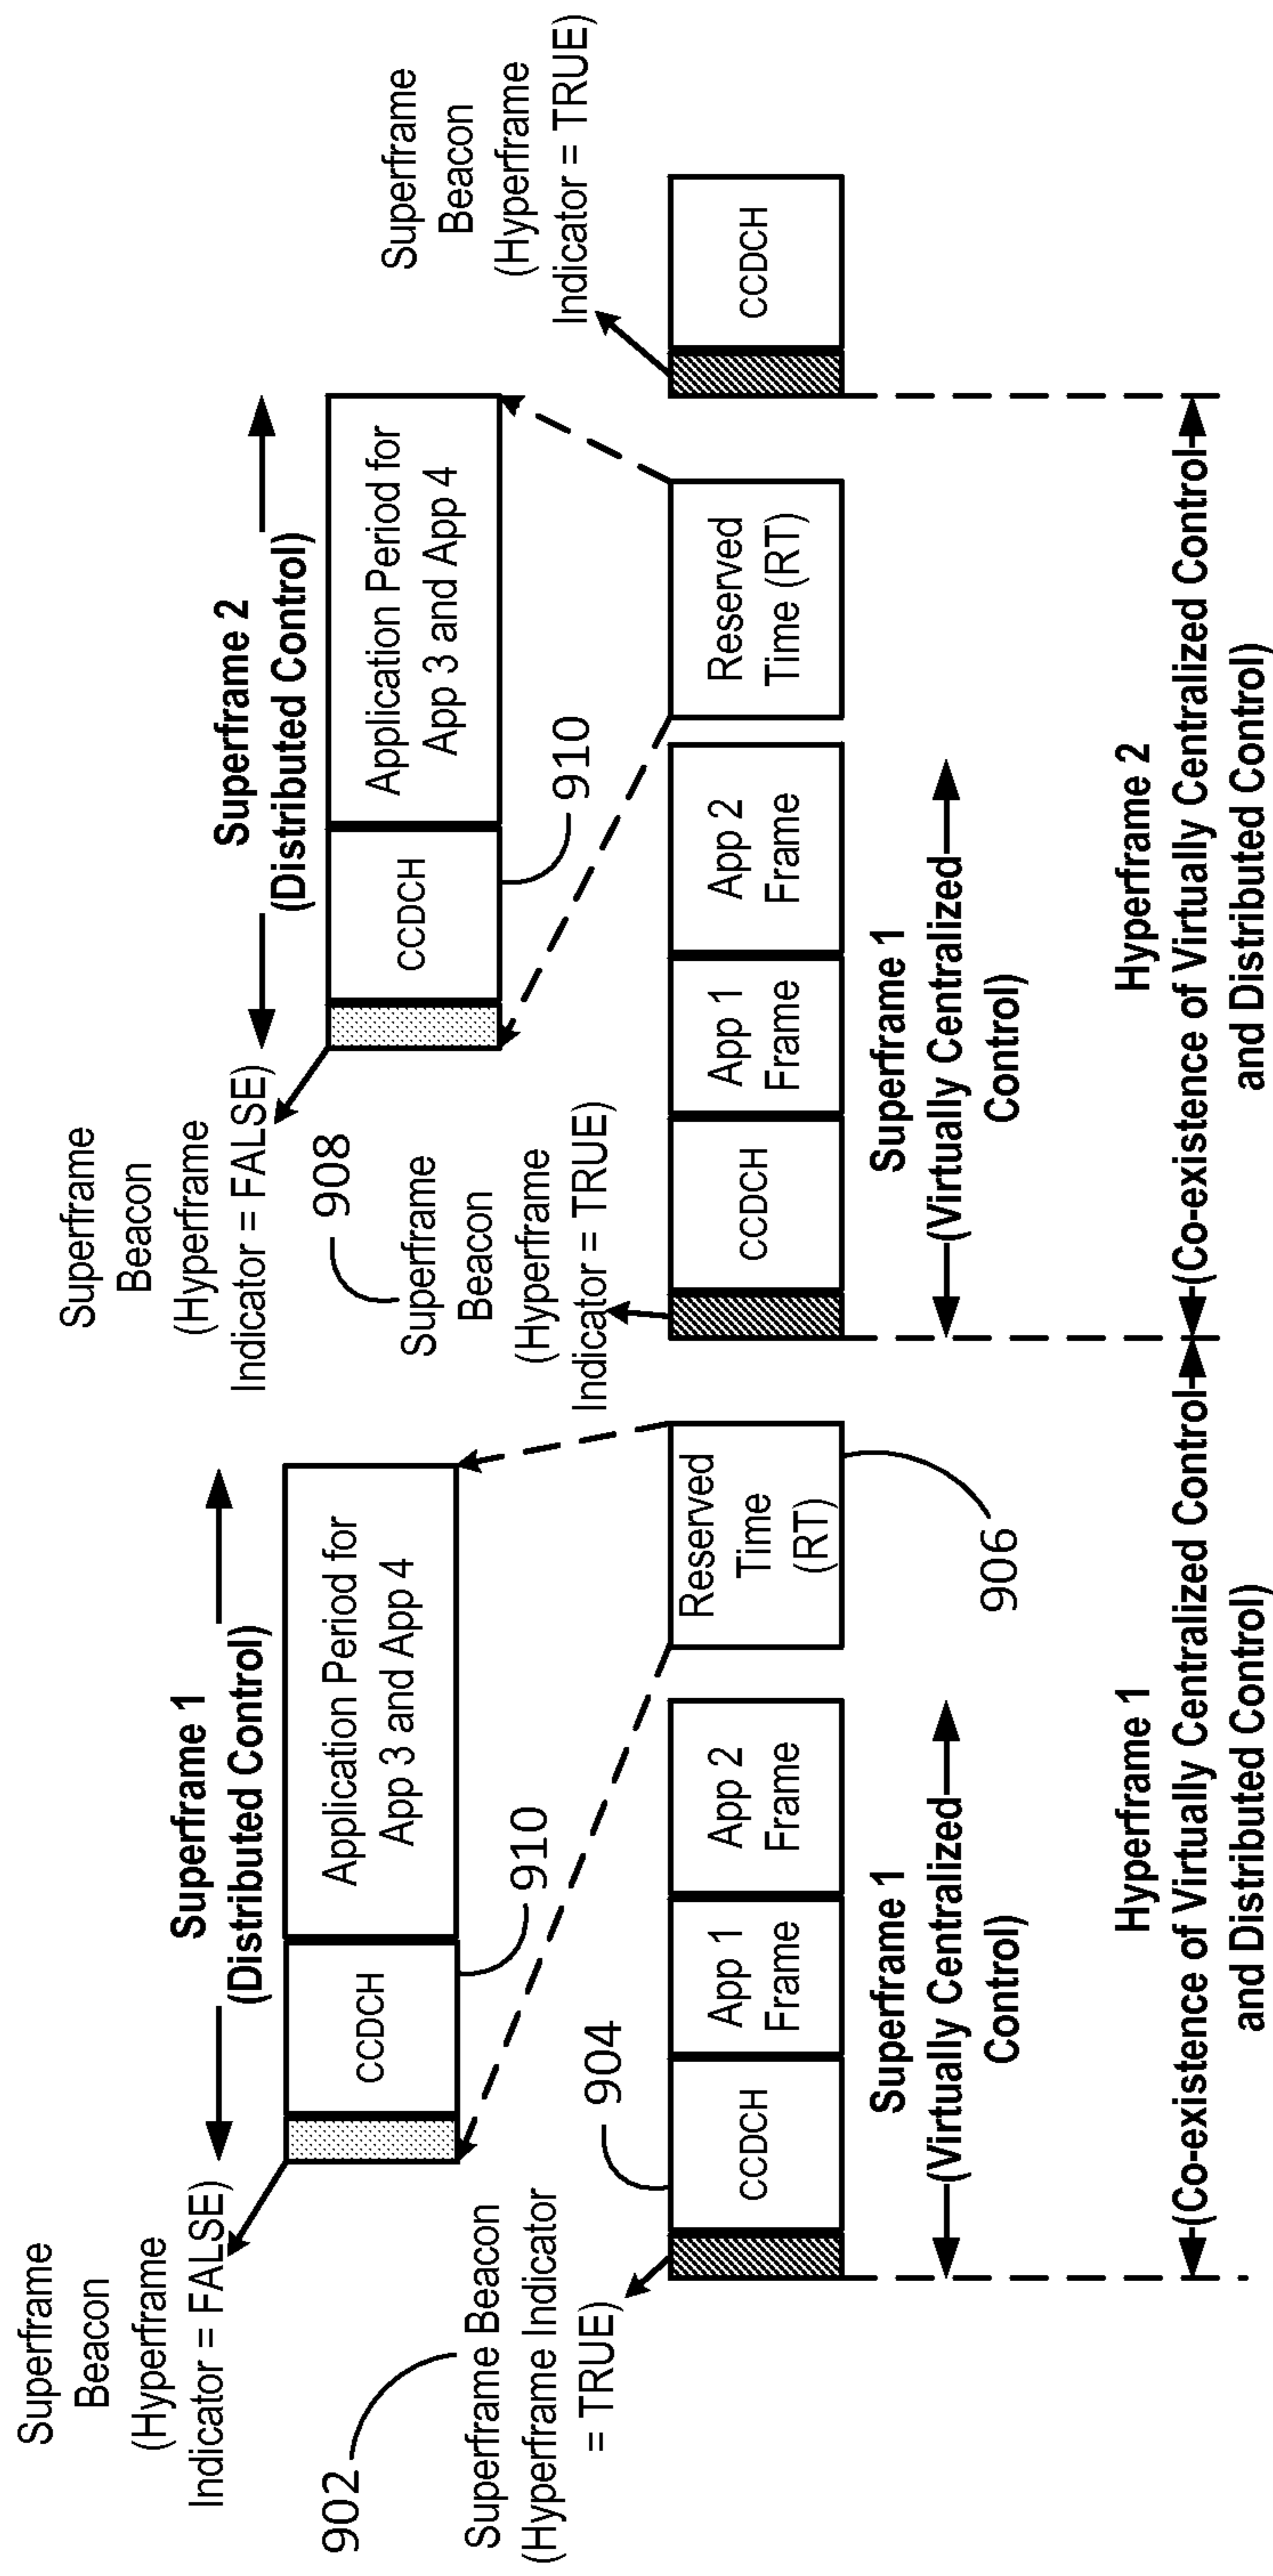 Superframe
Beacon
(Hyperframe
Indicator = FALSE)
Superframe 1
(Distributed Control)
CCDCH
Application Period for
App 3 and App 4
910
902
Superframe Beacon
(Hyperframe Indicator
= TRUE)
904
CCDCH
App 1
Frame
App 2
Frame
Reserved
Time
(RT)
906
Superframe 1
(Virtually Centralized
Control)
Hyperframe 1
(Co-existence of Virtually Centralized Control
and Distributed Control)
Superframe
Beacon
(Hyperframe
Indicator = FALSE)
Superframe 2
(Distributed Control)
CCDCH
Application Period for
App 3 and App 4
910
908
Superframe
Beacon
(Hyperframe
Indicator = TRUE)
CCDCH
App 1
Frame
App 2
Frame
Reserved
Time (RT)
Superframe 1
(Virtually Centralized
Control)
Hyperframe 2
(Co-existence of Virtually Centralized Control
and Distributed Control)
Superframe
Beacon
(Hyperframe
Indicator = TRUE)
CCDCH